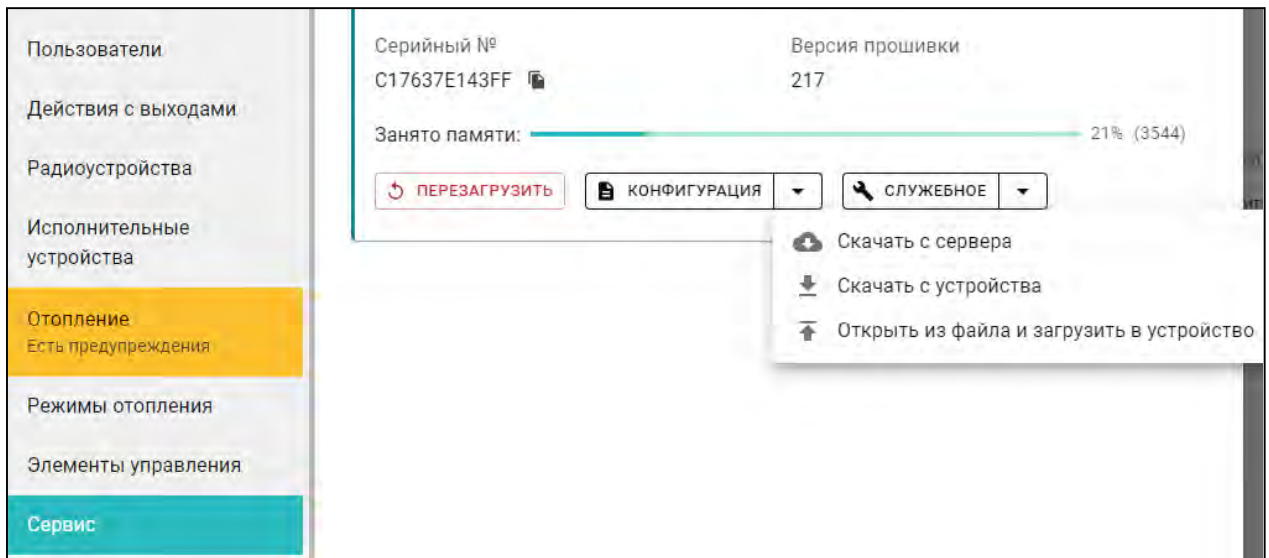 Пользователи
Действия с выходами
Радиоустройства
Исполнительные
устройства
Отопление
Есть предупреждения
Режимы отопления
Элементы управления
Сервис
Серийный №
C17637E143FF
Версия прошивки
217
Занято памяти:
21% (3544)
ПЕРЕЗАГРУЗИТЬ
КОНФИГУРАЦИЯ
СЛУЖЕБНОЕ
Скачать с сервера
Скачать с устройства
Открыть из файла и загрузить в устройство